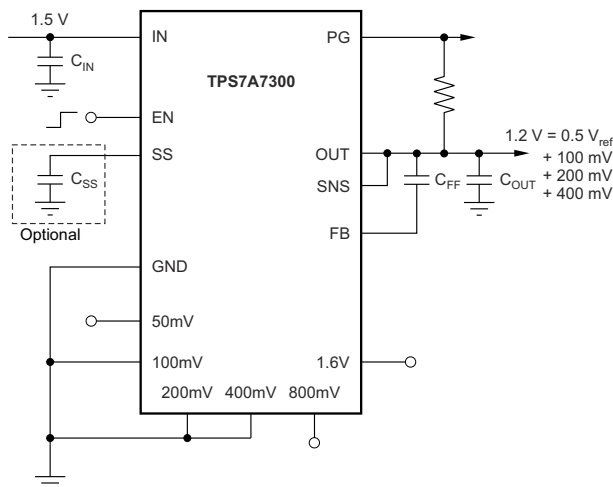 1.5 V
IN
PG
C_IN
TPS7A7300
EN
SS
OUT
1.2 V = 0.5 V_ref
+ 100 mV
+ 200 mV
+ 400 mV
C_SS
SNS
C_FF
C_OUT
Optional
FB
GND
50mV
100mV
1.6V
200mV 400mV 800mV